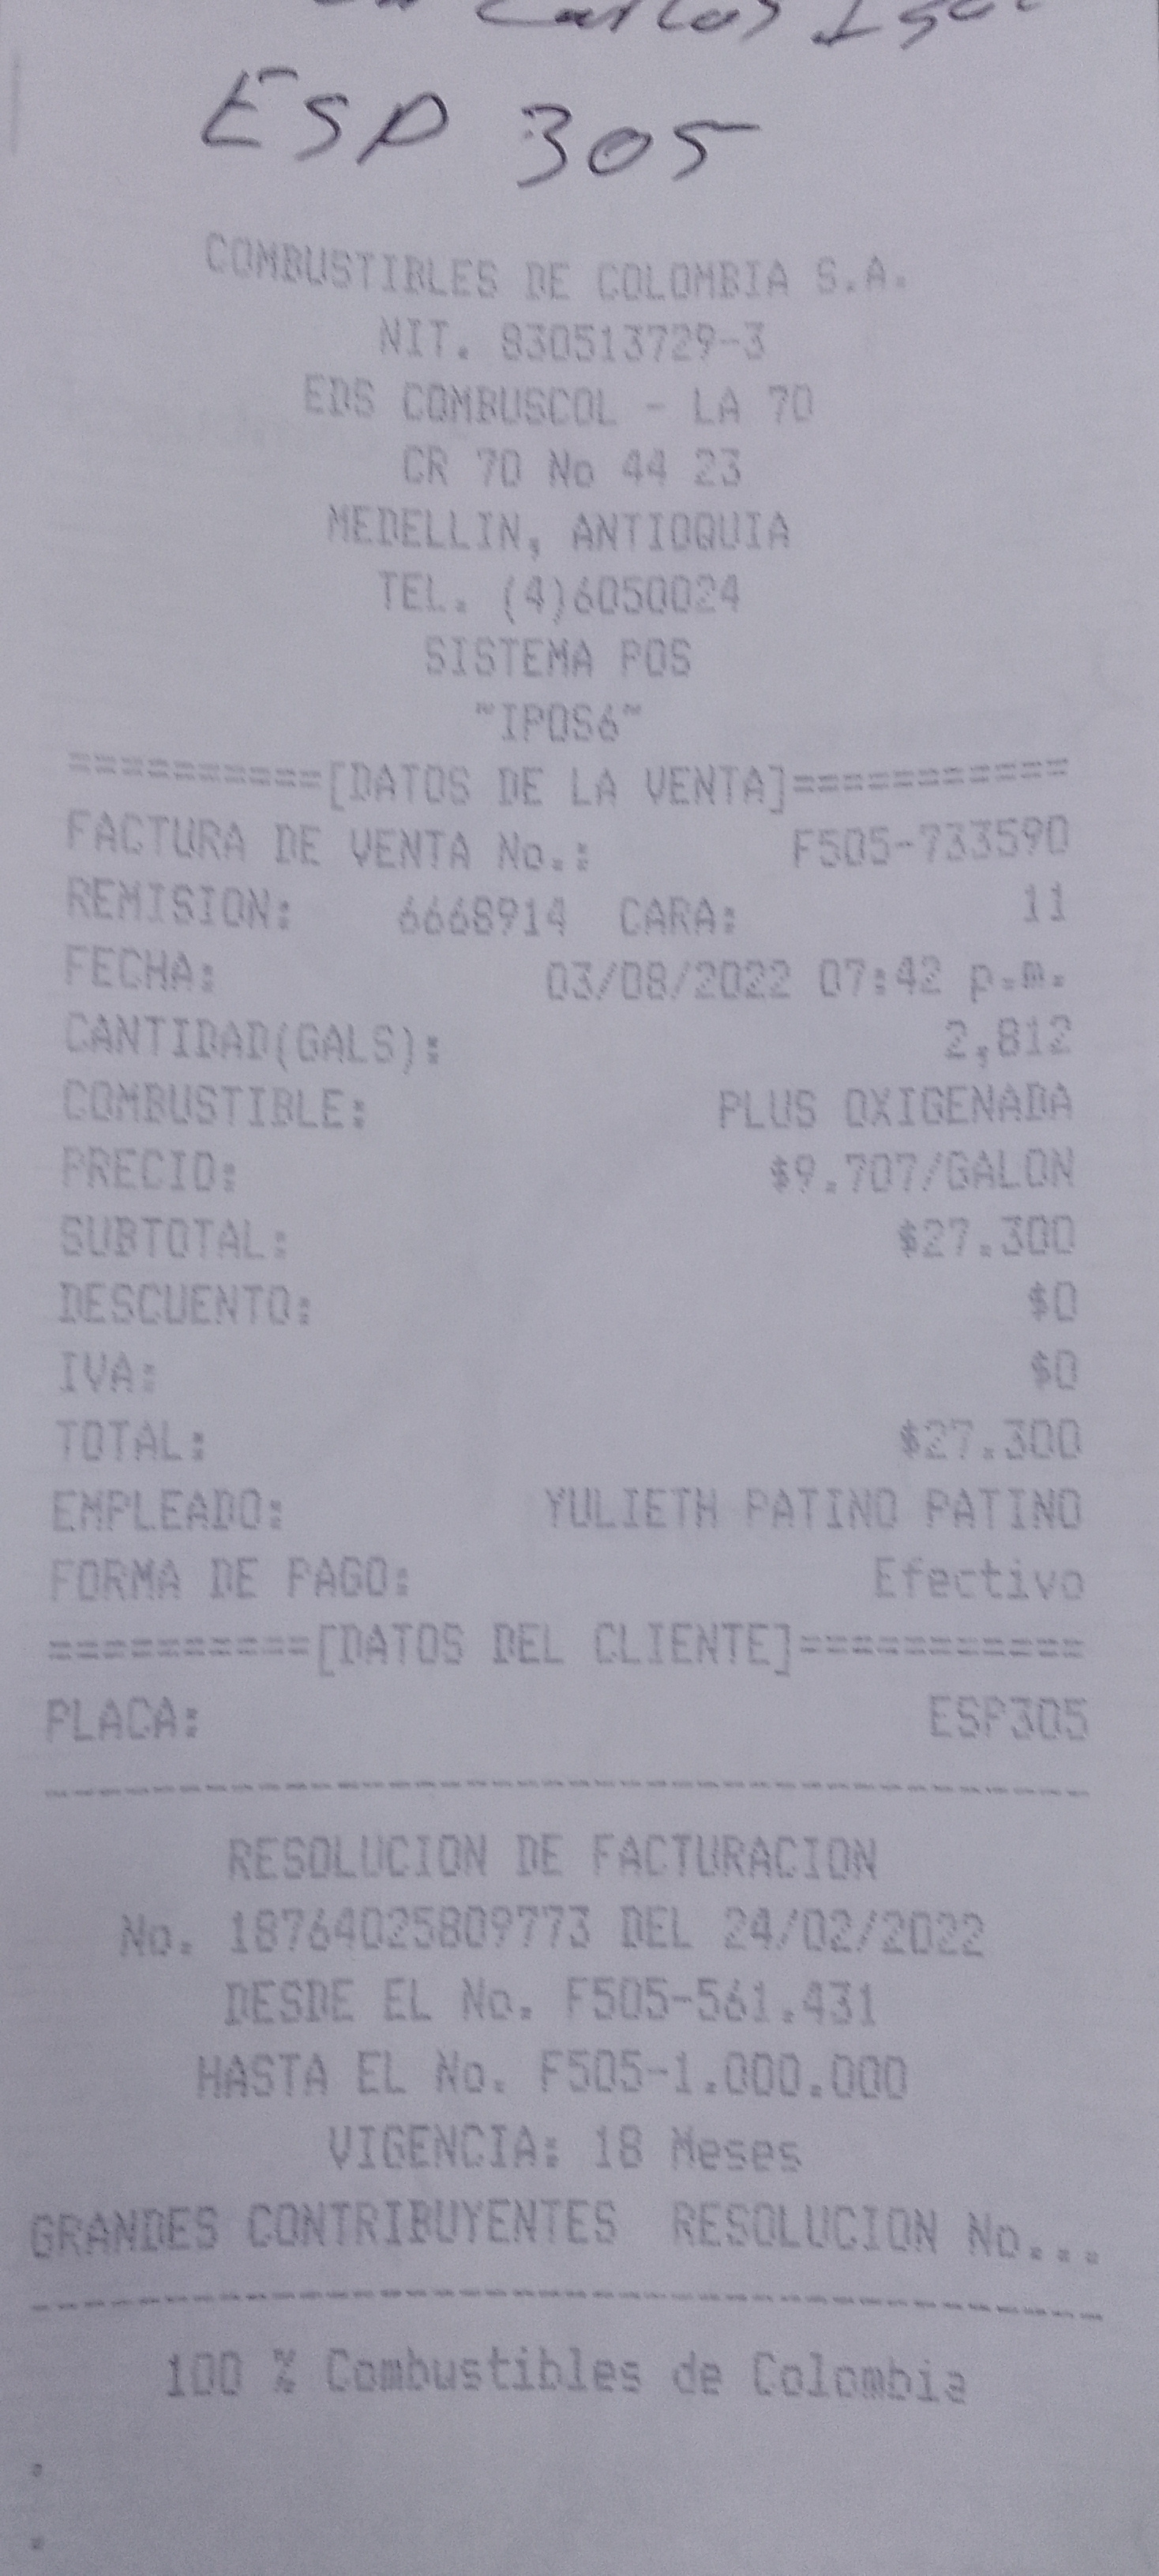 Carlos
ESP 305
COMBUSTIBLES DE COLOMBIA S.A.
NIT. 830513729-3
EDS COMBUSCOL - LA 70
CR 70 No 44 23
MEDELLIN, ANTIOQUIA
TEL. (4)6050024
SISTEMA POS
"IPOS6"
==========[DATOS DE LA VENTA]===========
FACTURA DE VENTA No.: F505-733590
REMISION: 6668914 CARA: 11
FECHA: 03/08/2022 07:42 p.m.
CANTIDAD(GALS): 2,812
COMBUSTIBLE: PLUS OXIGENADA
PRECIO: $9.707/GALON
SUBTOTAL: $27.300
DESCUENTO: $0
IVA: $0
TOTAL: $27.300
EMPLEADO: YULIETH PATINO PATINO
FORMA DE PAGO: Efectivo
==========[DATOS DEL CLIENTE]===========
PLACA: ESP305
----------------------------------------
RESOLUCION DE FACTURACION
No. 18764025809773 DEL 24/02/2022
DESDE EL No. F505-561.431
HASTA EL No. F505-1.000.000
VIGENCIA: 18 Meses
GRANDES CONTRIBUYENTES RESOLUCION No...
----------------------------------------
100 % Combustibles de Colombia
.
.